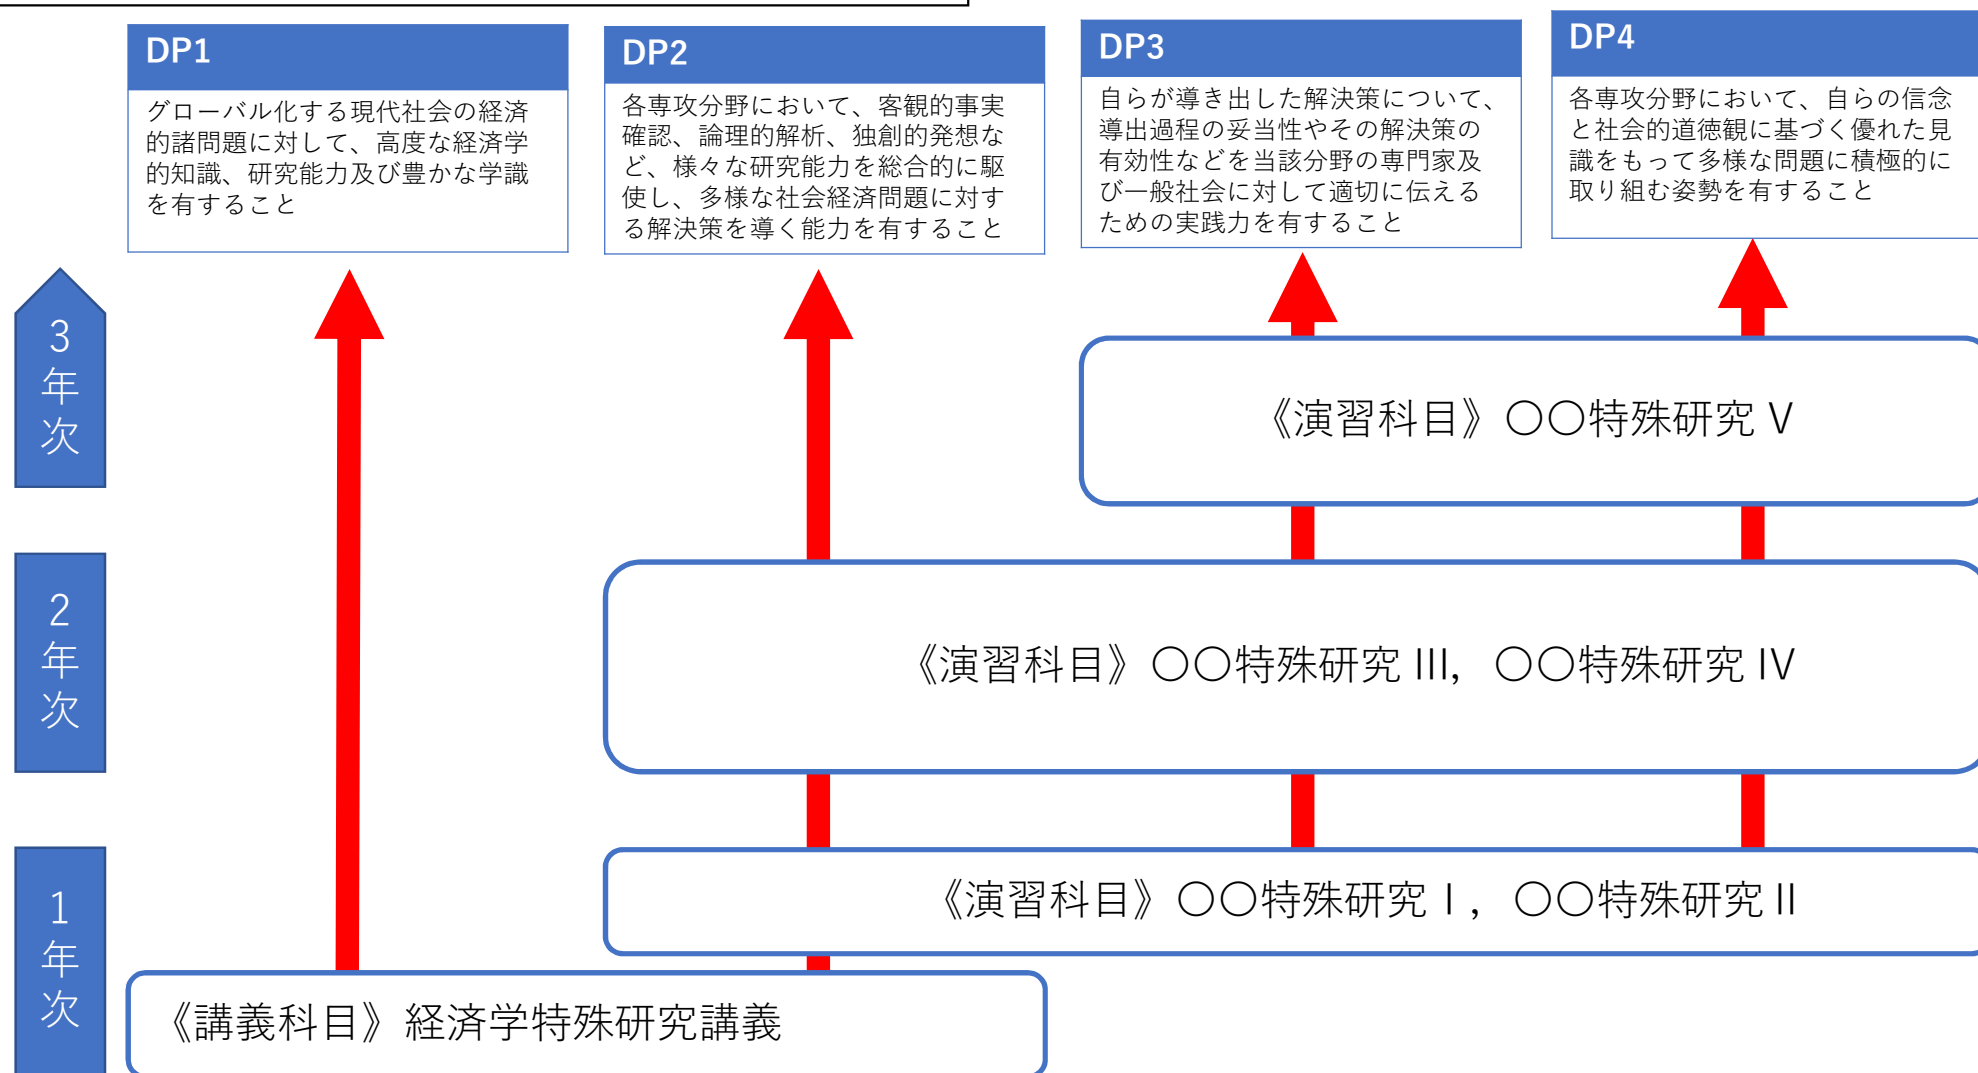 DP1
グローバル化する現代社会の経済
的諸問題に対して、高度な経済学
的知識、研究能力及び豊かな学識
を有すること
DP2
各専攻分野において、客観的事実
確認、論理的解析、独創的発想な
ど、様々な研究能力を総合的に駆
使し、多様な社会経済問題に対す
る解決策を導く能力を有すること
DP3
自らが導き出した解決策について、
導出過程の妥当性やその解決策の
有効性などを当該分野の専門家及
び一般社会に対して適切に伝える
ための実践力を有すること
DP4
各専攻分野において、自らの信念
と社会的道徳観に基づく優れた見
識をもって多様な問題に積極的に
取り組む姿勢を有すること
3年次
《演習科目》〇〇特殊研究 V
2年次
《演習科目》〇〇特殊研究 III, 〇〇特殊研究 IV
1年次
《演習科目》〇〇特殊研究 I, 〇〇特殊研究 II
《講義科目》経済学特殊研究講義